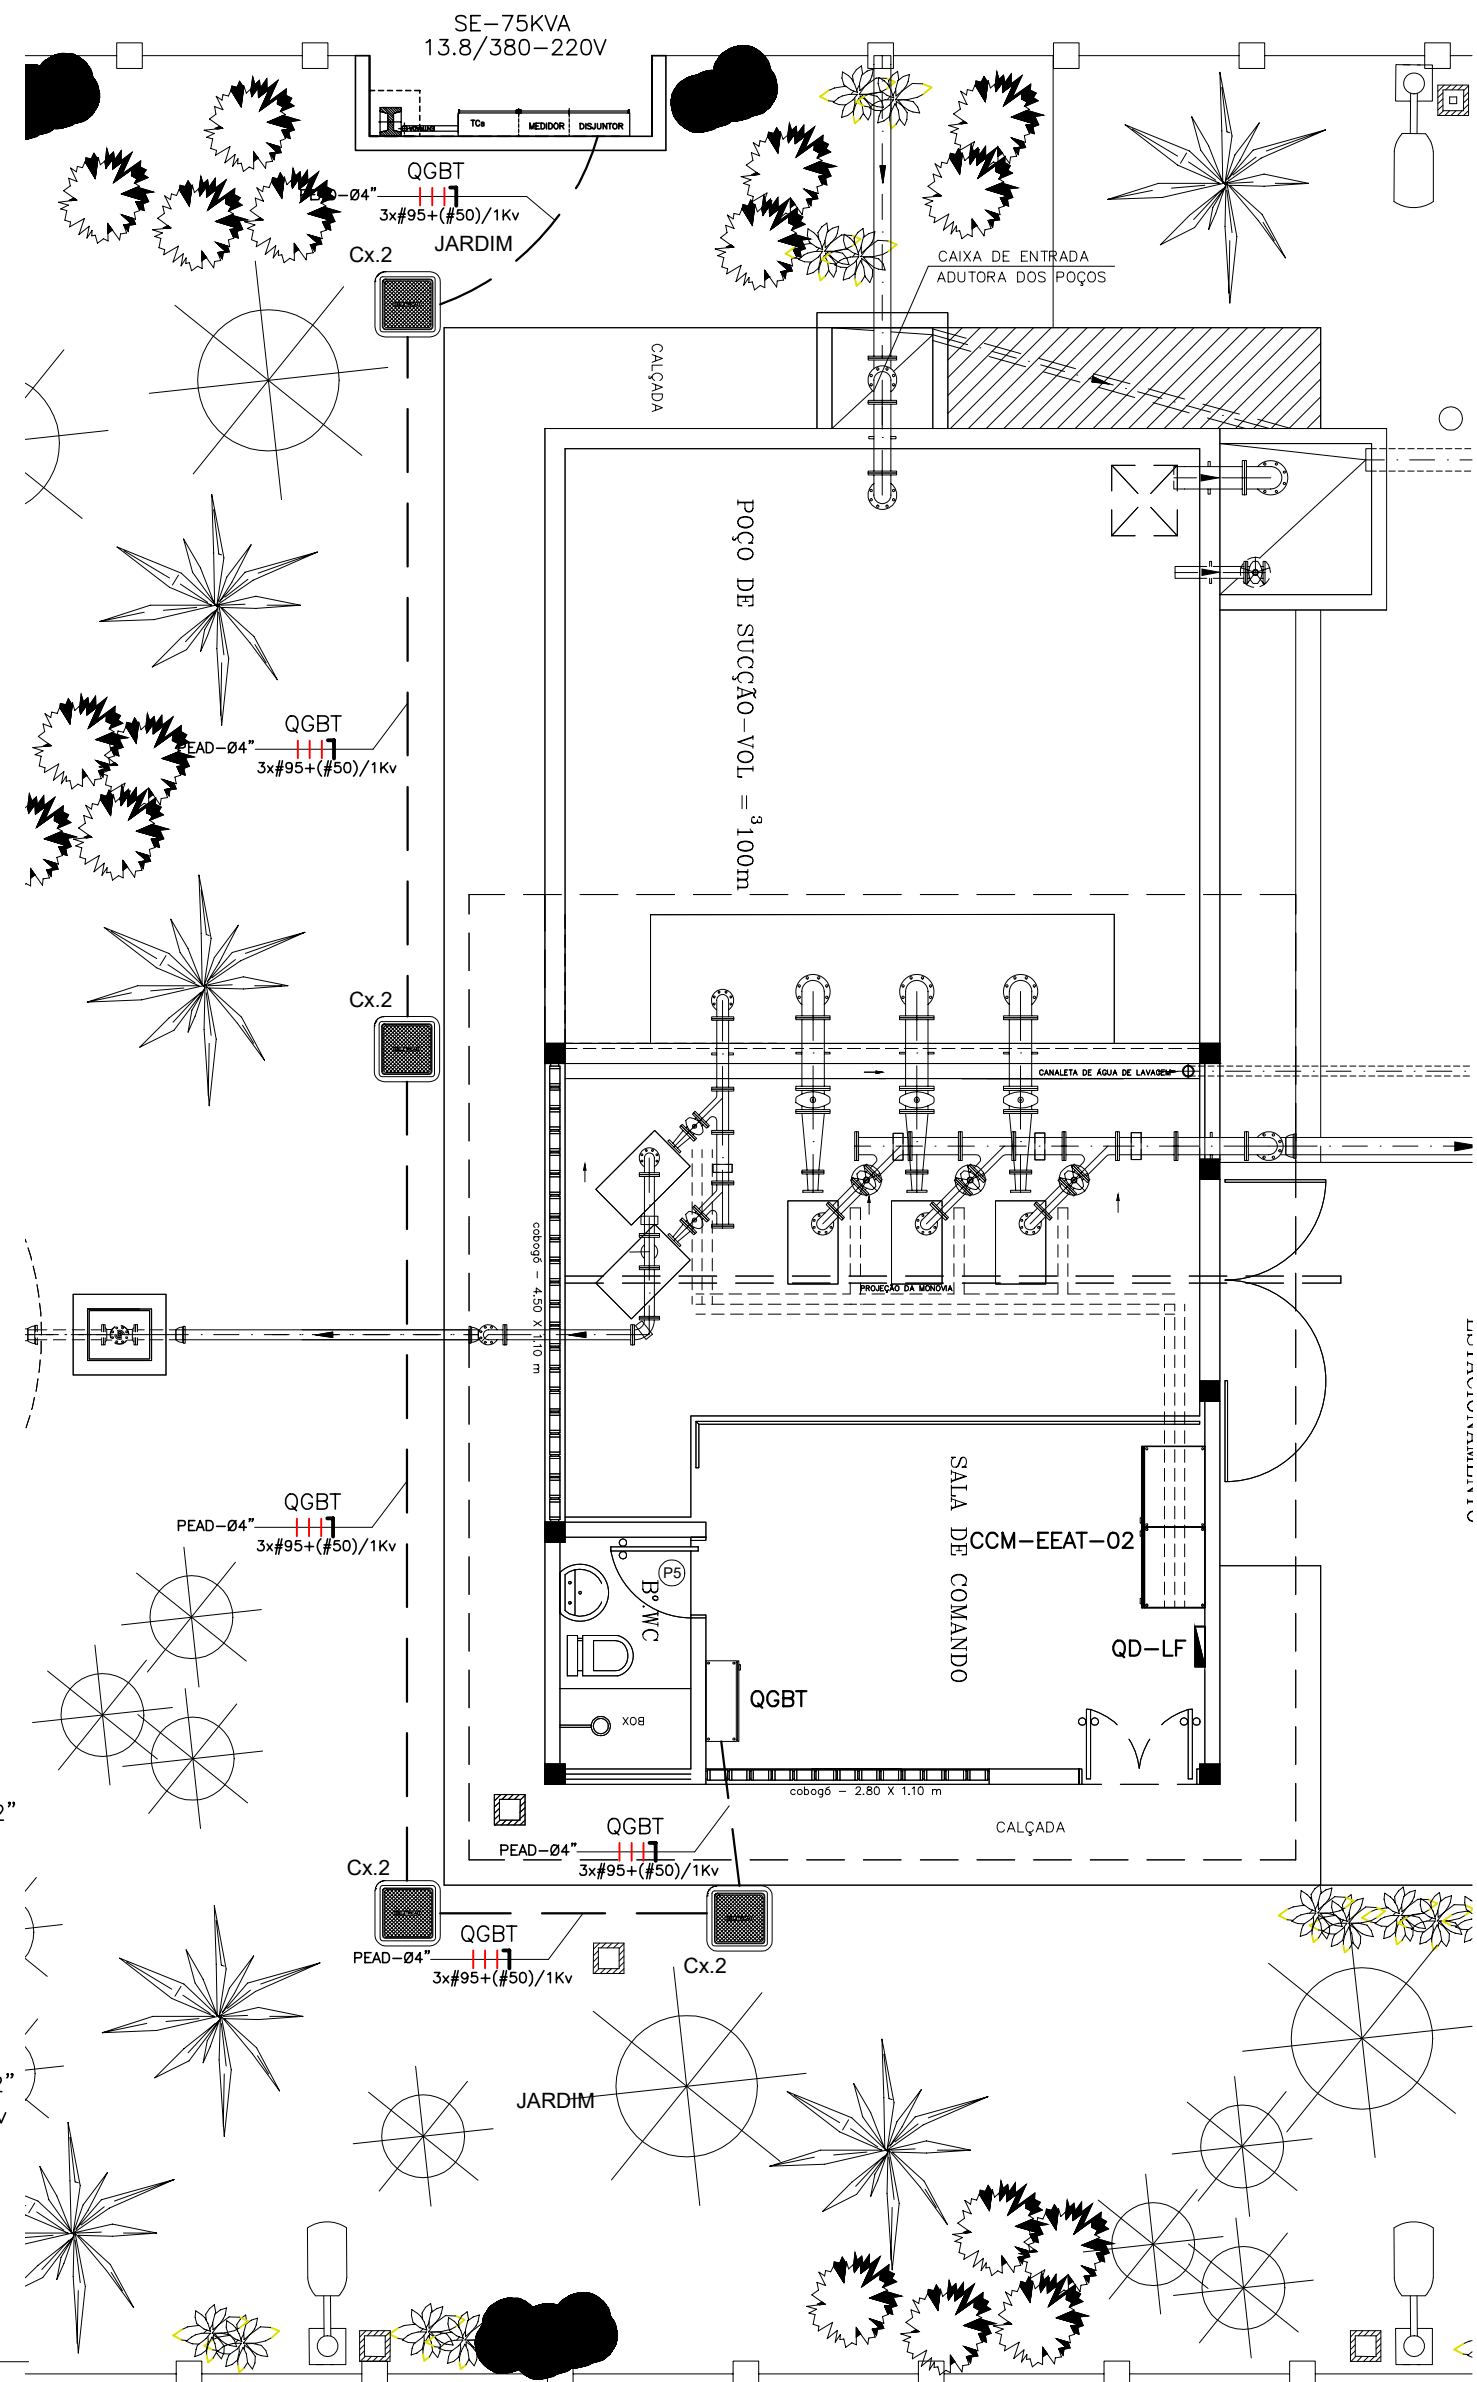 SE-75KVA
13.8/380-220V
TCs
MEDIDOR
DISJUNTOR
QGBT
-Ø4"
3x#95+(#50)/1Kv
JARDIM
Cx.2
CAIXA DE ENTRADA
ADUTORA DOS POÇOS
CALÇADA
POÇO DE SUCÇÃO-VOL =100m³
QGBT
PEAD-Ø4"
3x#95+(#50)/1Kv
Cx.2
CANALETA DE ÁGUA DE LAVAGEM
cobogó - 4.50 X 1.10 m
PROJEÇÃO DA MONOVIA
ESTACIONAMENTO
QGBT
PEAD-Ø4"
3x#95+(#50)/1Kv
SALA DE COMANDO
CCM-EEAT-02
P5
Bº.WC
QD-LF
QGBT
BOX
cobogó - 2.80 X 1.10 m
2"
CALÇADA
QGBT
PEAD-Ø4"
3x#95+(#50)/1Kv
Cx.2
QGBT
PEAD-Ø4"
3x#95+(#50)/1Kv
Cx.2
2"
v
JARDIM